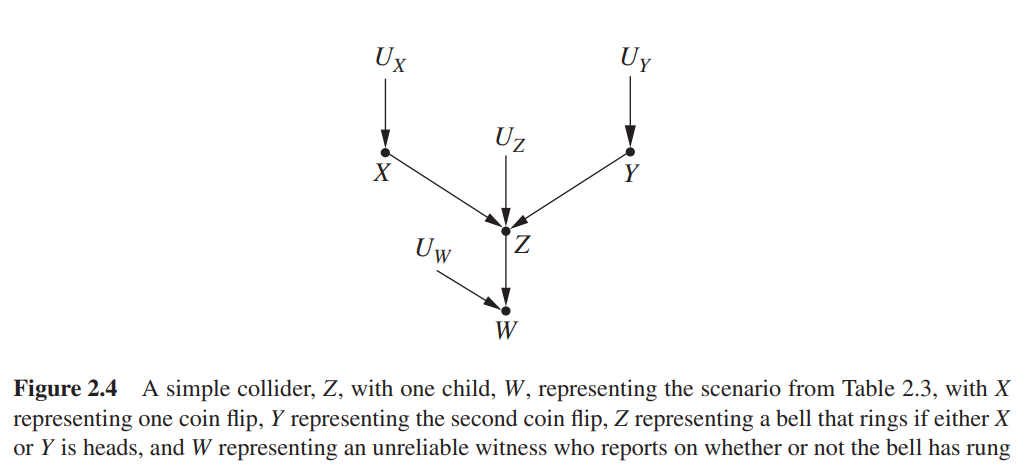 U_X U_Y
U_Z
X Y
U_W Z
W
Figure 2.4 A simple collider, Z, with one child, W, representing the scenario from Table 2.3, with X
representing one coin flip, Y representing the second coin flip, Z representing a bell that rings if either X
or Y is heads, and W representing an unreliable witness who reports on whether or not the bell has rung